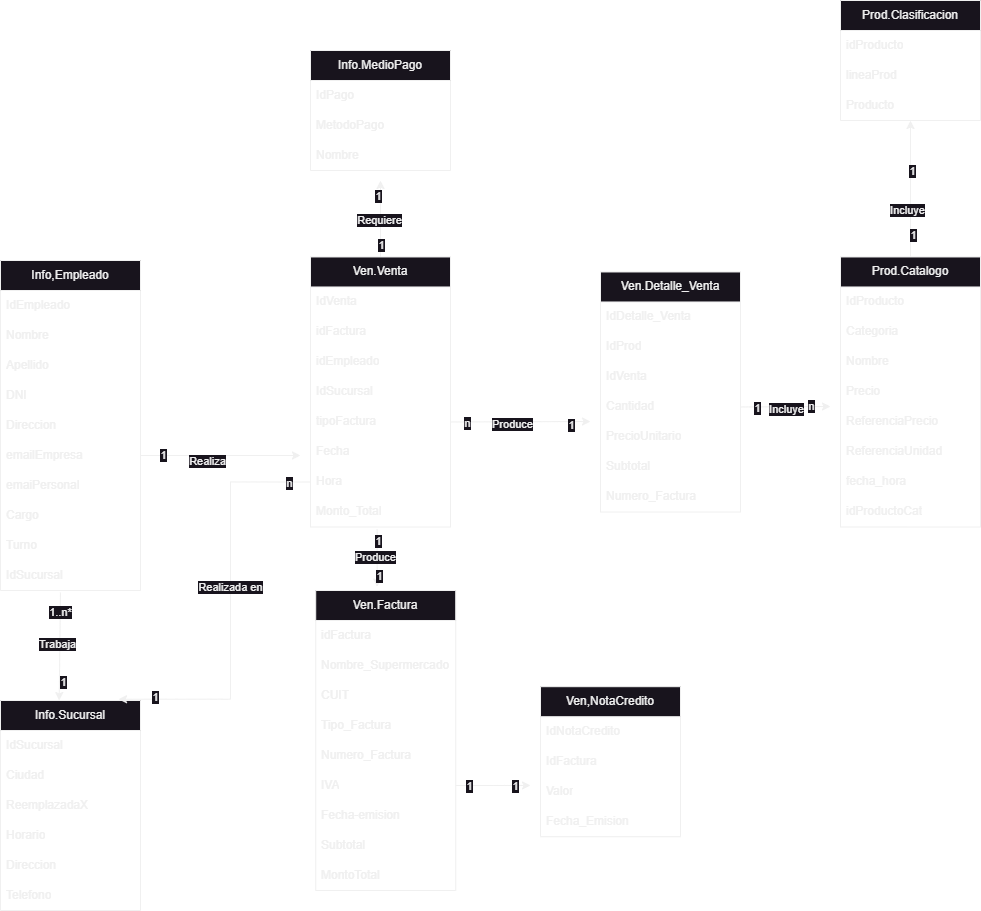 Prod.Clasificacion
idProducto
lineaProd
Producto
1
Incluye
1
Info.MedioPago
IdPago
MetodoPago
Nombre
1
Requiere
1
Info,Empleado
IdEmpleado
Nombre
Apellido
DNI
Direccion
emailEmpresa
emaiPersonal
Cargo
Turno
IdSucursal
1
Realiza
n
Ven.Venta
IdVenta
idFactura
idEmpleado
IdSucursal
tipoFactura
Fecha
Hora
Monto_Total
n
Produce
1
Ven.Detalle_Venta
IdDetalle_Venta
IdProd
IdVenta
Cantidad
PrecioUnitario
Subtotal
Numero_Factura
1
Incluye
n
Prod.Catalogo
IdProducto
Categoria
Nombre
Precio
ReferenciaPrecio
ReferenciaUnidad
fecha_hora
idProductoCat
1
Produce
1
Realizada en
1
1..n*
Trabaja
1
Info.Sucursal
IdSucursal
Ciudad
ReemplazadaX
Horario
Direccion
Telefono
Ven.Factura
idFactura
Nombre_Supermercado
CUIT
Tipo_Factura
Numero_Factura
IVA
Fecha-emision
Subtotal
MontoTotal
1
1
Ven,NotaCredito
IdNotaCredito
IdFactura
Valor
Fecha_Emision